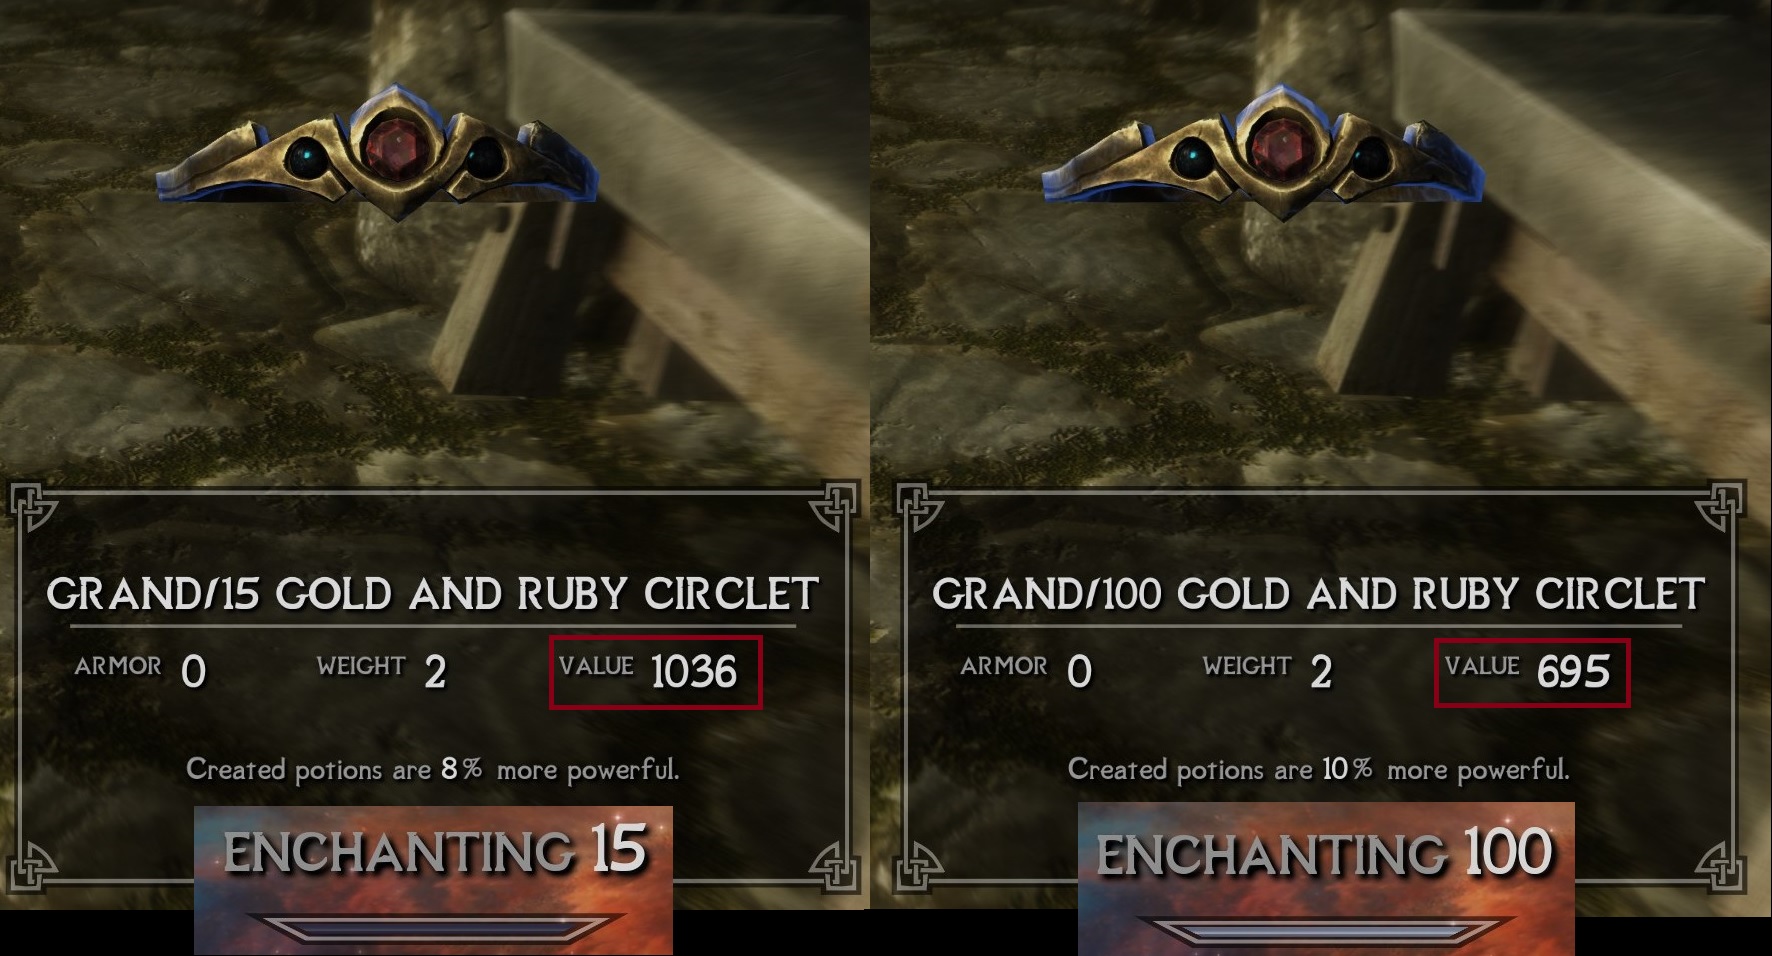 GRAND/15 GOLD AND RUBY CIRCLET
ARMOR 0 WEIGHT 2 VALUE 1036
Created potions are 8% more powerful.
ENCHANTING 15
GRAND/100 GOLD AND RUBY CIRCLET
ARMOR 0 WEIGHT 2 VALUE 695
Created potions are 10% more powerful.
ENCHANTING 100